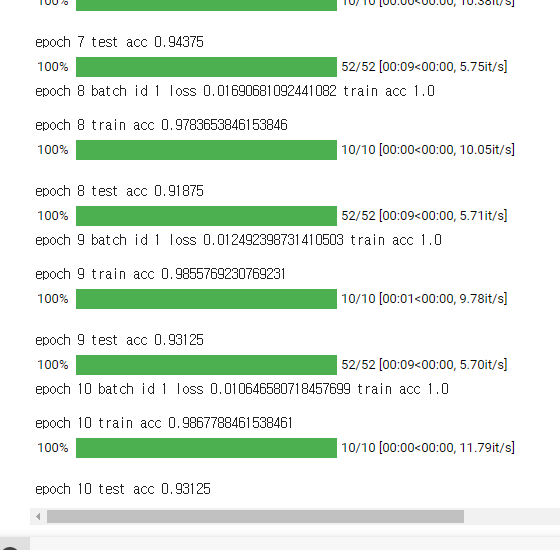 100% 10/10 [00:00<00:00, 10.38it/s]
epoch 7 test acc 0.94375
100% 52/52 [00:09<00:00, 5.75it/s]
epoch 8 batch id 1 loss 0.01690681092441082 train acc 1.0
epoch 8 train acc 0.9783653846153846
100% 10/10 [00:00<00:00, 10.05it/s]
epoch 8 test acc 0.91875
100% 52/52 [00:09<00:00, 5.71it/s]
epoch 9 batch id 1 loss 0.012492398731410503 train acc 1.0
epoch 9 train acc 0.9855769230769231
100% 10/10 [00:01<00:00, 9.78it/s]
epoch 9 test acc 0.93125
100% 52/52 [00:09<00:00, 5.70it/s]
epoch 10 batch id 1 loss 0.010646580718457699 train acc 1.0
epoch 10 train acc 0.9867788461538461
100% 10/10 [00:00<00:00, 11.79it/s]
epoch 10 test acc 0.93125